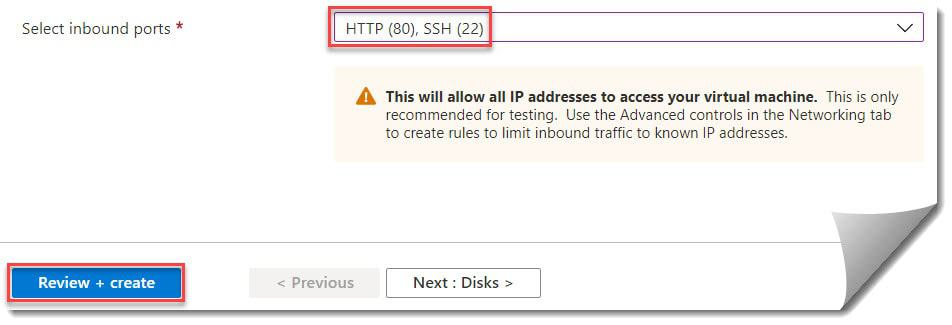 Select inbound ports *
HTTP (80), SSH (22)
This will allow all IP addresses to access your virtual machine. This is only
recommended for testing. Use the Advanced controls in the Networking tab
to create rules to limit inbound traffic to known IP addresses.
Review + create
< Previous
Next : Disks >